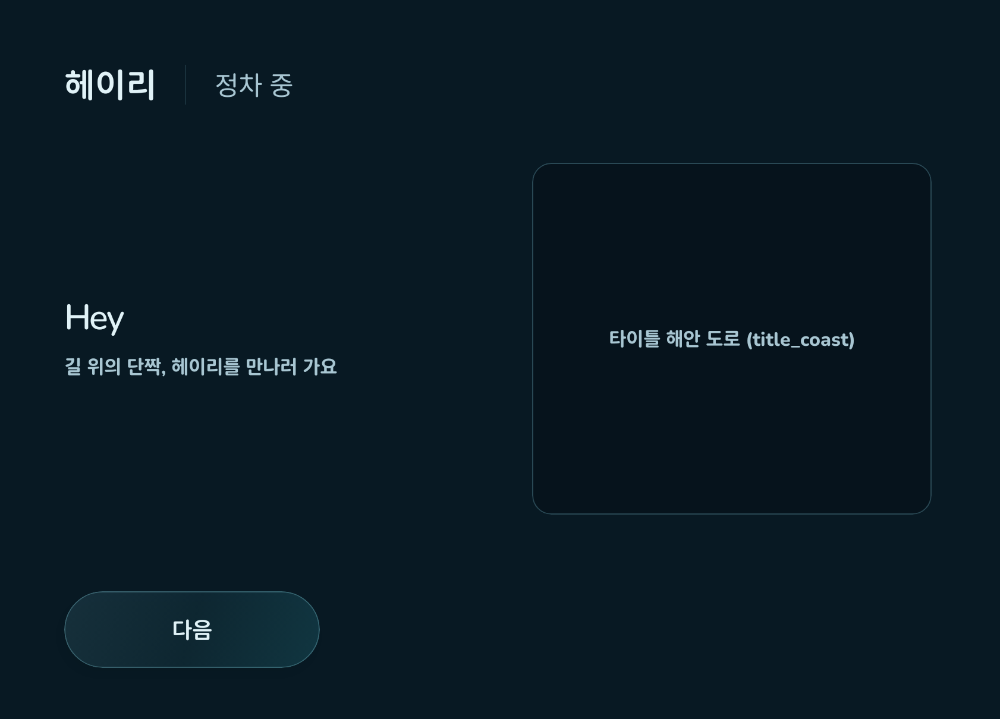 헤이리
정차 중
Hey
길 위의 단짝, 헤이리를 만나러 가요
타이틀 해안 도로 (title_coast)
다음